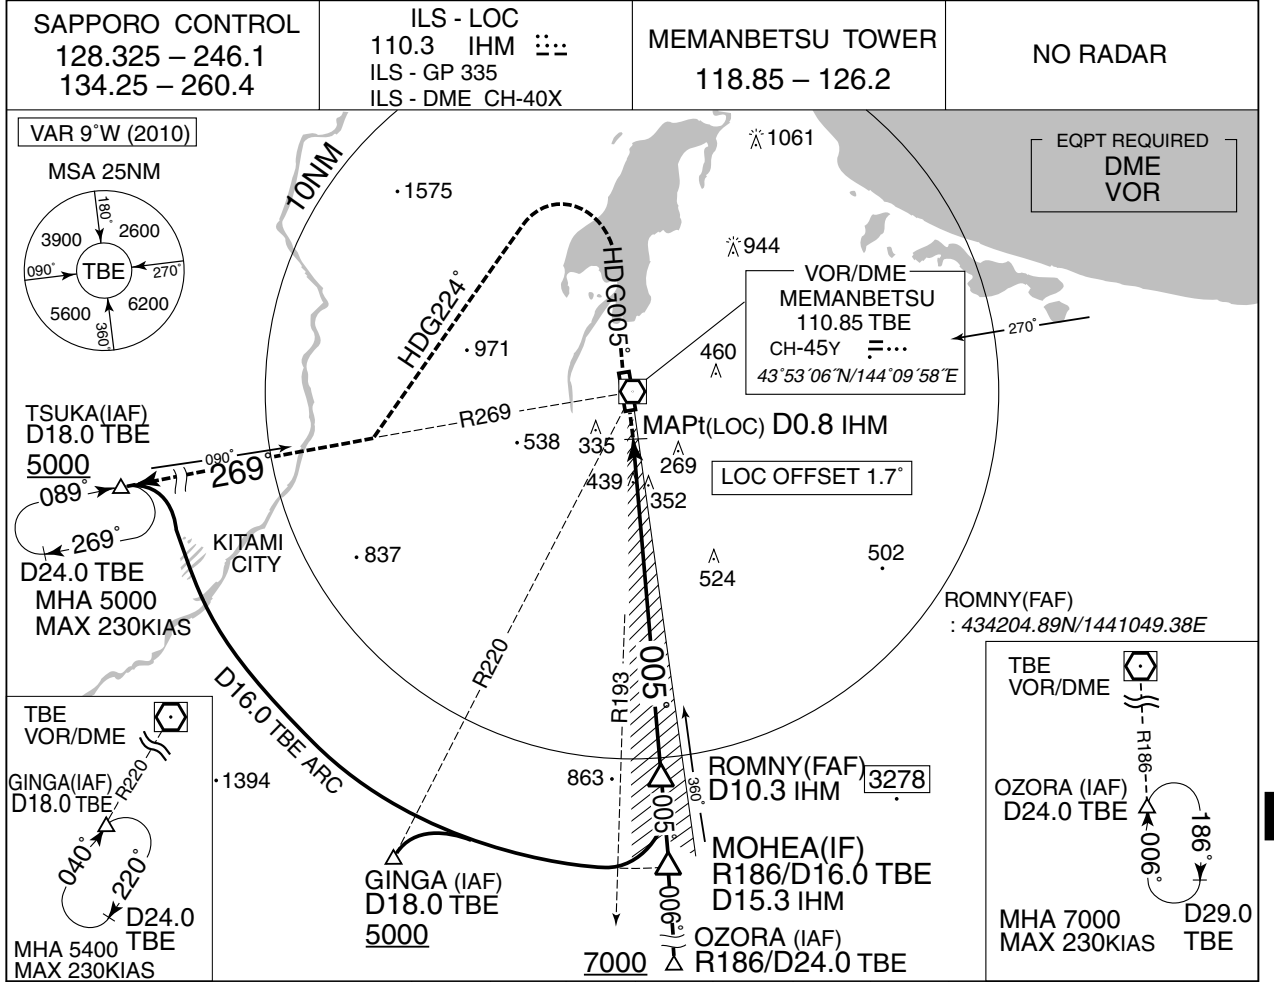 SAPPORO CONTROL
128.325 – 246.1
134.25 – 260.4
ILS - LOC
110.3 IHM
ILS - GP 335
ILS - DME CH-40X
MEMANBETSU TOWER
118.85 – 126.2
NO RADAR
VAR 9°W (2010)
MSA 25NM
180°
3900
2600
090°
TBE
270°
5600
6200
360°
10NM
1575
1061
EQPT REQUIRED
DME
VOR
944
HDG005°
HDG224°
VOR/DME
MEMANBETSU
110.85 TBE
CH-45Y
43°53´06˝N/144°09´58˝E
270°
971
460
TSUKA(IAF)
D18.0 TBE
5000
R269
538
335
MAPt(LOC) D0.8 IHM
269
LOC OFFSET 1.7°
439
352
090°
269°
089°
269°
D24.0 TBE
MHA 5000
MAX 230KIAS
KITAMI
CITY
837
524
502
ROMNY(FAF)
: 434204.89N/1441049.38E
R220
R193
005°
D16.0 TBE ARC
TBE
VOR/DME
R220
GINGA(IAF)
D18.0 TBE
040°
220°
D24.0
TBE
MHA 5400
MAX 230KIAS
1394
863
ROMNY(FAF)
D10.3 IHM
3278
360°
005°
MOHEA(IF)
R186/D16.0 TBE
D15.3 IHM
GINGA (IAF)
D18.0 TBE
5000
006°
OZORA (IAF)
R186/D24.0 TBE
7000
TBE
VOR/DME
R186
OZORA (IAF)
D24.0 TBE
006°
186°
MHA 7000
MAX 230KIAS
D29.0
TBE